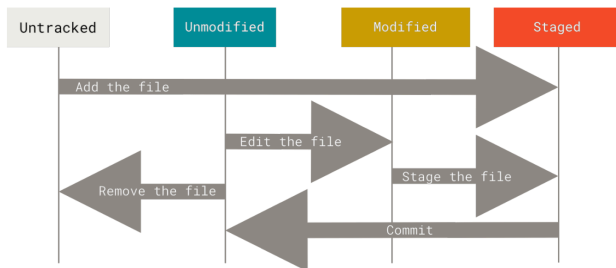 Untracked
Unmodified
Modified
Staged
Add the file
Edit the file
Stage the file
Remove the file
Commit